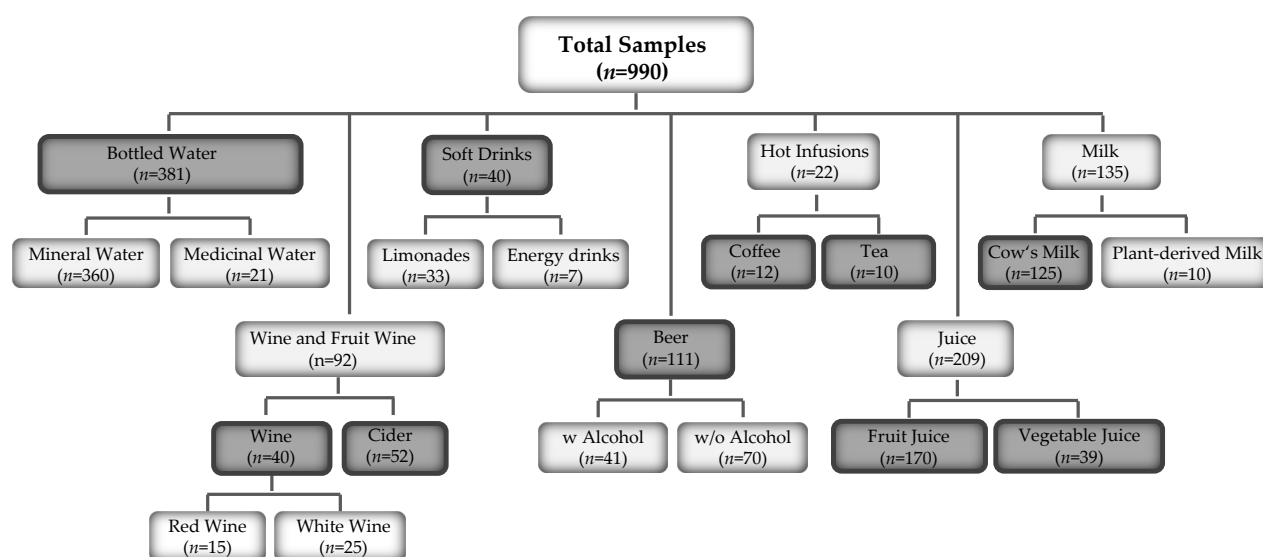 Total Samples
(n=990)
Bottled Water
(n=381)
Soft Drinks
(n=40)
Hot Infusions
(n=22)
Milk
(n=135)
Mineral Water
(n=360)
Medicinal Water
(n=21)
Limonades
(n=33)
Energy drinks
(n=7)
Coffee
(n=12)
Tea
(n=10)
Cow‘s Milk
(n=125)
Plant-derived Milk
(n=10)
Wine and Fruit Wine
(n=92)
Beer
(n=111)
Juice
(n=209)
Wine
(n=40)
Cider
(n=52)
w Alcohol
(n=41)
w/o Alcohol
(n=70)
Fruit Juice
(n=170)
Vegetable Juice
(n=39)
Red Wine
(n=15)
White Wine
(n=25)